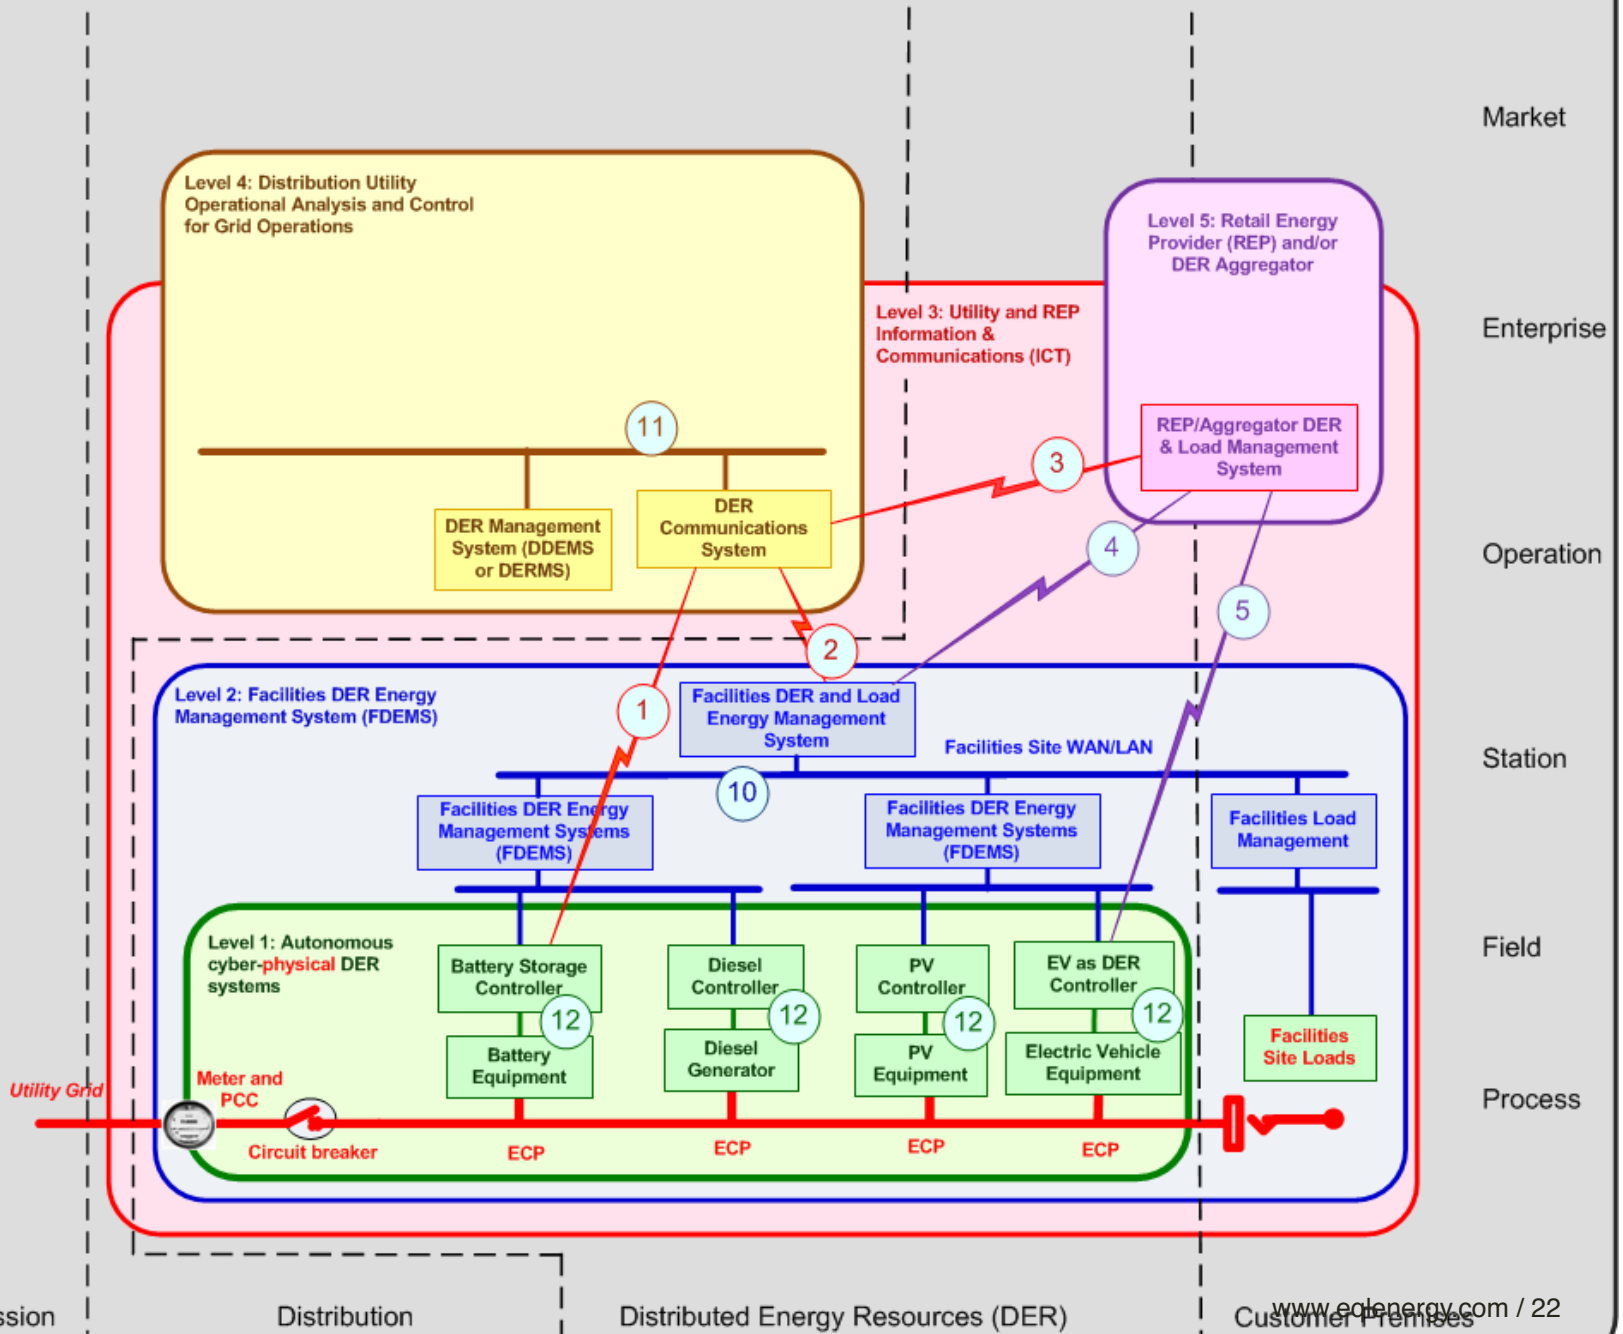 Market
Level 4: Distribution Utility
Operational Analysis and Control
for Grid Operations
Level 5: Retail Energy
Provider (REP) and/or
DER Aggregator
Level 3: Utility and REP
Information &
Communications (ICT)
Enterprise
11
REP/Aggregator DER
& Load Management
System
3
DER Management
System (DDEMS
or DERMS)
DER
Communications
System
4
Operation
5
2
1
Level 2: Facilities DER Energy
Management System (FDEMS)
Facilities DER and Load
Energy Management
System
Facilities Site WAN/LAN
Station
10
Facilities DER Energy
Management Systems
(FDEMS)
Facilities DER Energy
Management Systems
(FDEMS)
Facilities Load
Management
Level 1: Autonomous
cyber-physical DER
systems
Battery Storage
Controller
Diesel
Controller
PV
Controller
EV as DER
Controller
Field
12
12
12
12
Battery
Equipment
Diesel
Generator
PV
Equipment
Electric Vehicle
Equipment
Facilities
Site Loads
Utility Grid
Meter and
PCC
Process
Circuit breaker
ECP
ECP
ECP
ECP
ssion
Distribution
Distributed Energy Resources (DER)
Customer Premises
www.eqlenergy.com / 22